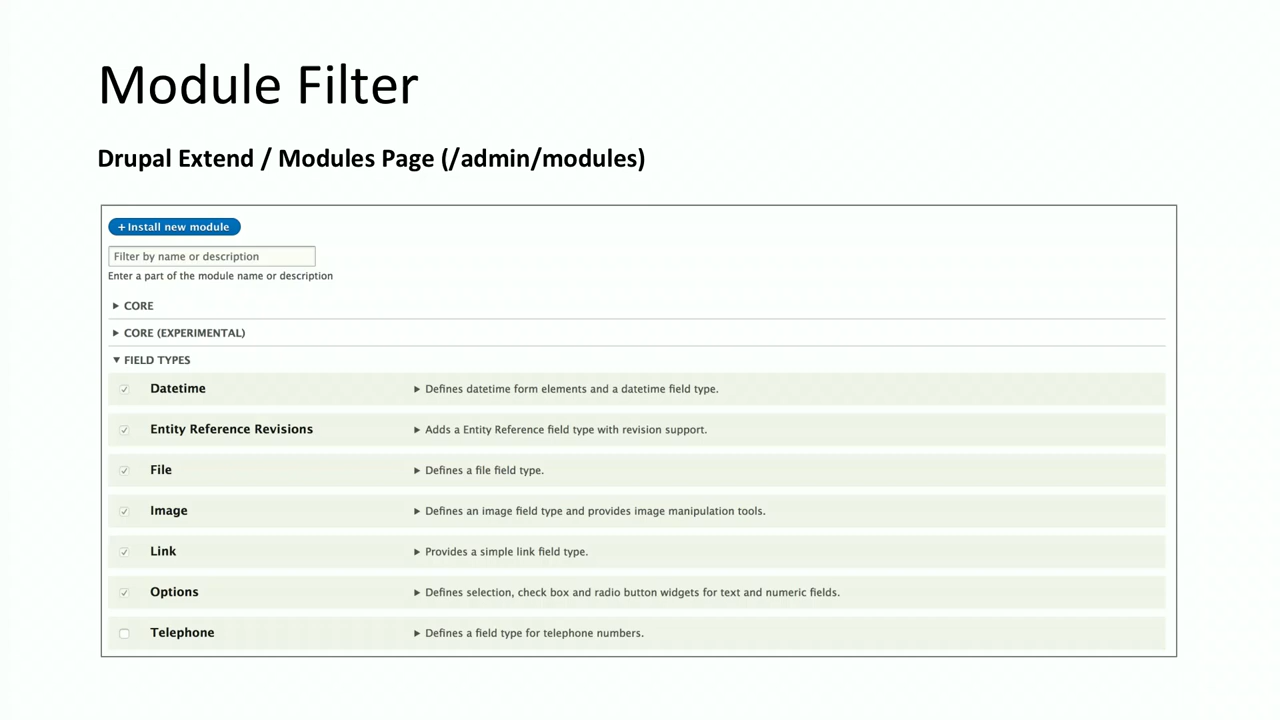 Module Filter
Drupal Extend / Modules Page (/admin/modules)
+ Install new module
Filter by name or description
Enter a part of the module name or description
CORE
CORE (EXPERIMENTAL)
FIELD TYPES
Datetime Defines datetime form elements and a datetime field type.
Entity Reference Revisions Adds a Entity Reference field type with revision support.
File Defines a file field type.
Image Defines an image field type and provides image manipulation tools.
Link Provides a simple link field type.
Options Defines selection, check box and radio button widgets for text and numeric fields.
Telephone Defines a field type for telephone numbers.